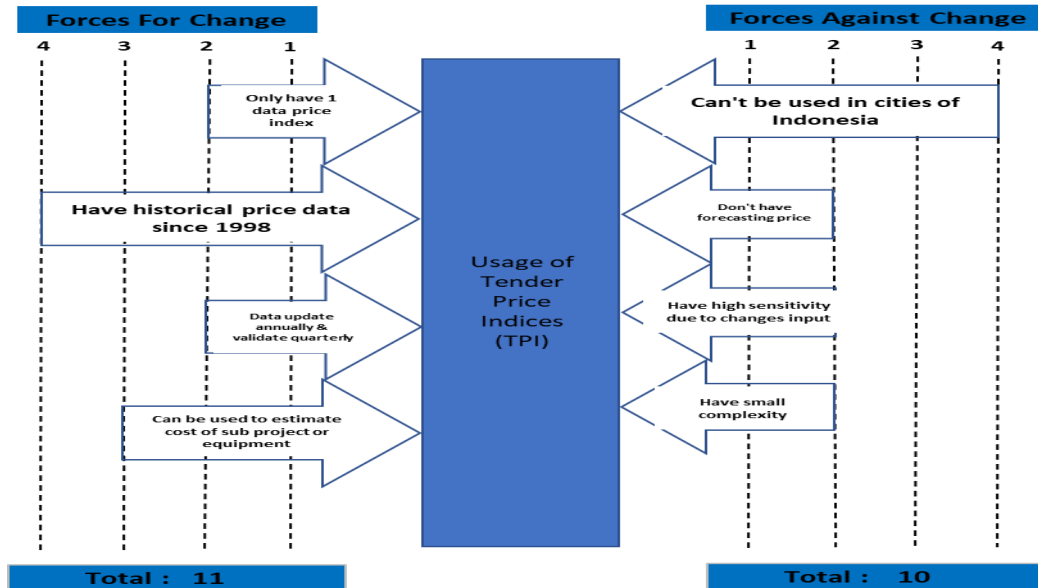 Forces For Change
Forces Against Change
4 3 2 1
1 2 3 4
Only have 1
data price
index
Can't be used in cities of
Indonesia
Have historical price data
since 1998
Don't have
forecasting price
Usage of
Tender
Price
Indices
(TPI)
Data update
annually &
validate quarterly
Have high sensitivity
due to changes input
Can be used to estimate
cost of sub project or
equipment
Have small
complexity
Total : 11
Total : 10